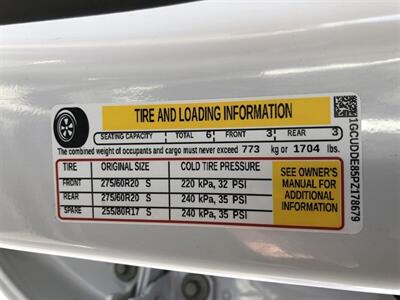 TIRE AND LOADING INFORMATION
SEATING CAPACITY TOTAL 6 FRONT 3 REAR 3
The combined weight of occupants and cargo must never exceed 773 kg or 1704 lbs.
TIRE ORIGINAL SIZE COLD TIRE PRESSURE
FRONT 275/60R20 S 220 kPa, 32 PSI
REAR 275/60R20 S 240 kPa, 35 PSI
SPARE 255/80R17 S 240 kPa, 35 PSI
SEE OWNER'S
MANUAL FOR
ADDITIONAL
INFORMATION
1GCUDDE85PZ178679